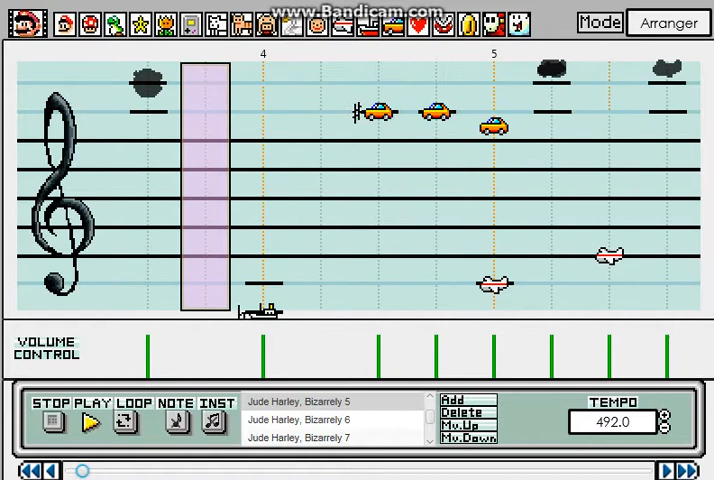 www.Bandicam.com
Mode Arranger
4 5
VOLUME
CONTROL
STOP PLAY LOOP NOTE INST
Jude Harley, Bizarrely 5
Jude Harley, Bizarrely 6
Jude Harley, Bizarrely 7
Add
Delete
Mv.Up
Mv.Down
TEMPO
492.0